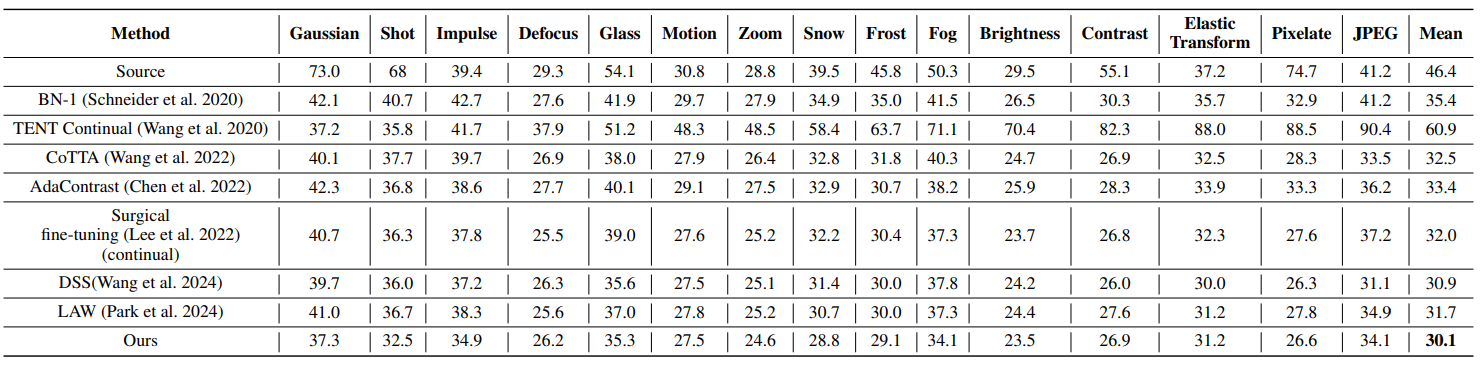 Method Gaussian Shot Impulse Defocus Glass Motion Zoom Snow Frost Fog Brightness Contrast Elastic Transform Pixelate JPEG Mean
Source 73.0 68 39.4 29.3 54.1 30.8 28.8 39.5 45.8 50.3 29.5 55.1 37.2 74.7 41.2 46.4
BN-1 (Schneider et al. 2020) 42.1 40.7 42.7 27.6 41.9 29.7 27.9 34.9 35.0 41.5 26.5 30.3 35.7 32.9 41.2 35.4
TENT Continual (Wang et al. 2020) 37.2 35.8 41.7 37.9 51.2 48.3 48.5 58.4 63.7 71.1 70.4 82.3 88.0 88.5 90.4 60.9
CoTTA (Wang et al. 2022) 40.1 37.7 39.7 26.9 38.0 27.9 26.4 32.8 31.8 40.3 24.7 26.9 32.5 28.3 33.5 32.5
AdaContrast (Chen et al. 2022) 42.3 36.8 38.6 27.7 40.1 29.1 27.5 32.9 30.7 38.2 25.9 28.3 33.9 33.3 36.2 33.4
Surgical
fine-tuning (Lee et al. 2022) 40.7 36.3 37.8 25.5 39.0 27.6 25.2 32.2 30.4 37.3 23.7 26.8 32.3 27.6 37.2 32.0
(continual)
DSS(Wang et al. 2024) 39.7 36.0 37.2 26.3 35.6 27.5 25.1 31.4 30.0 37.8 24.2 26.0 30.0 26.3 31.1 30.9
LAW (Park et al. 2024) 41.0 36.7 38.3 25.6 37.0 27.8 25.2 30.7 30.0 37.3 24.4 27.6 31.2 27.8 34.9 31.7
Ours 37.3 32.5 34.9 26.2 35.3 27.5 24.6 28.8 29.1 34.1 23.5 26.9 31.2 26.6 34.1 30.1